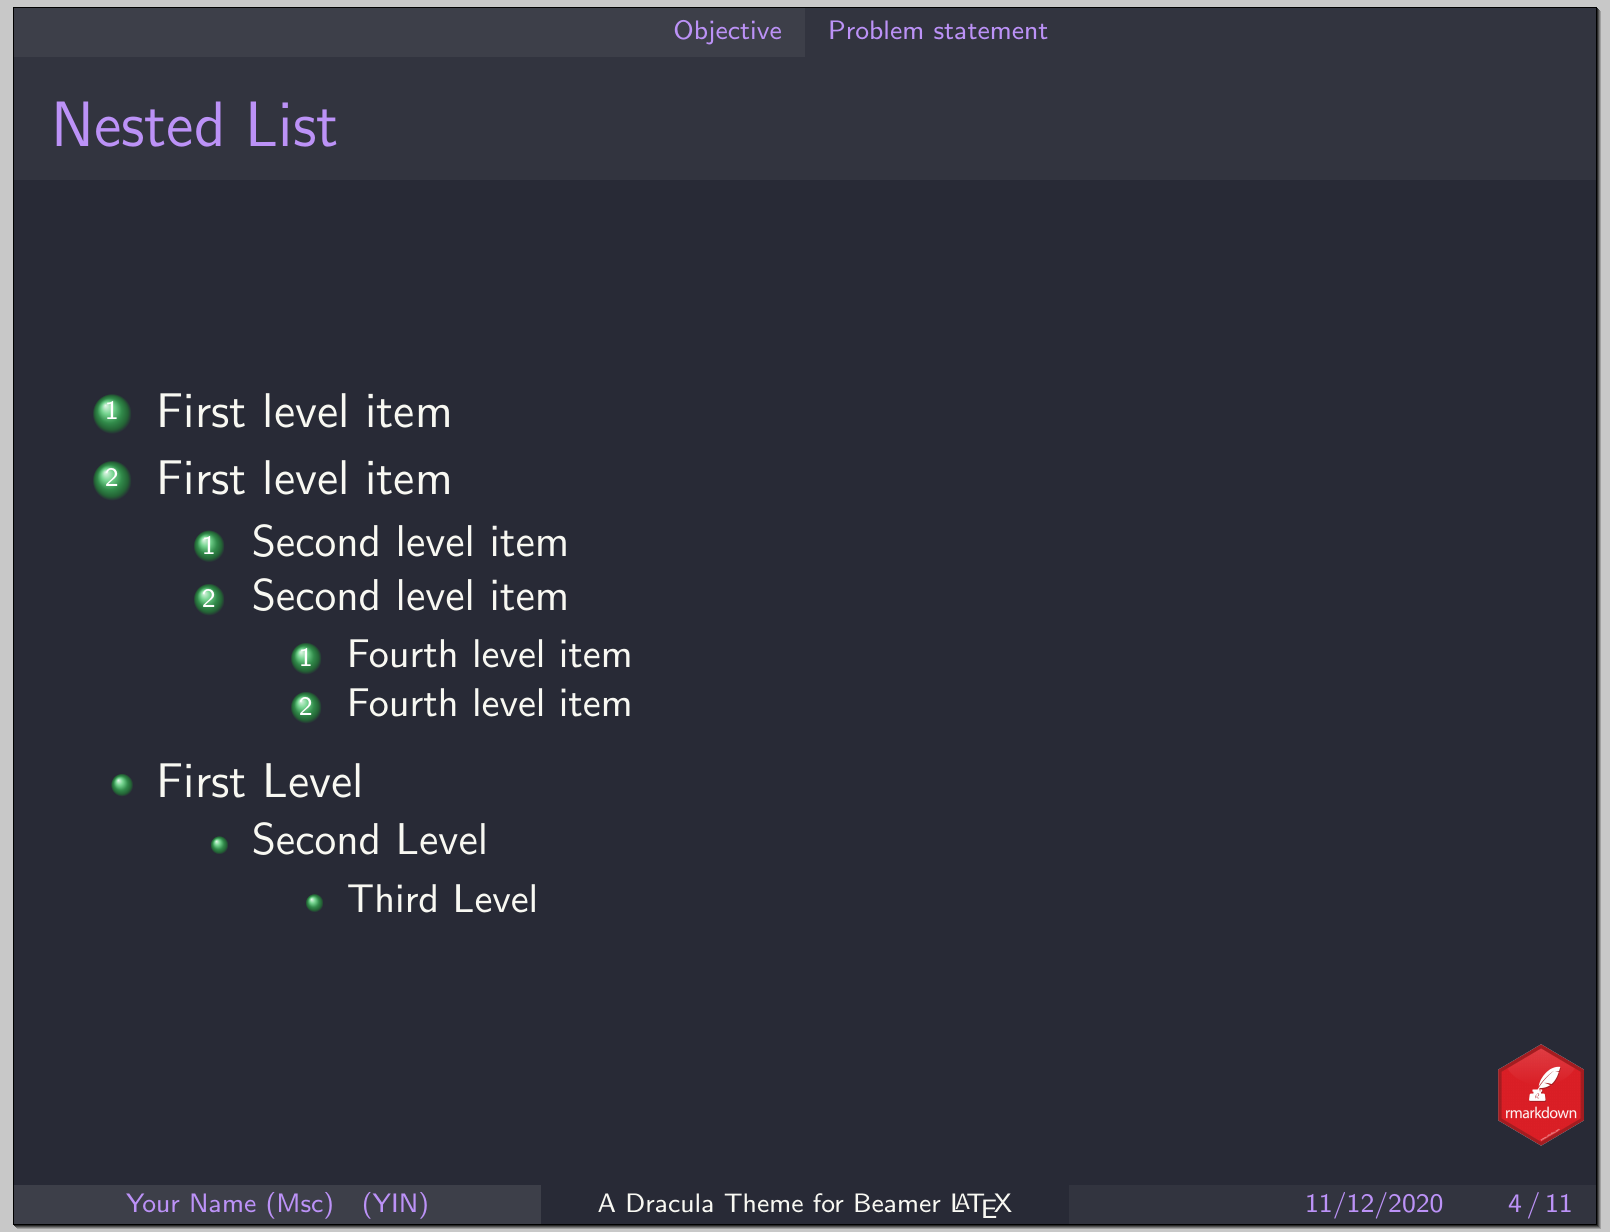 Objective Problem statement
Nested List
1 First level item
2 First level item
1 Second level item
2 Second level item
1 Fourth level item
2 Fourth level item
First Level
Second Level
Third Level
rmarkdown
Your Name (Msc) (YIN) A Dracula Theme for Beamer LATEX 11/12/2020 4 / 11